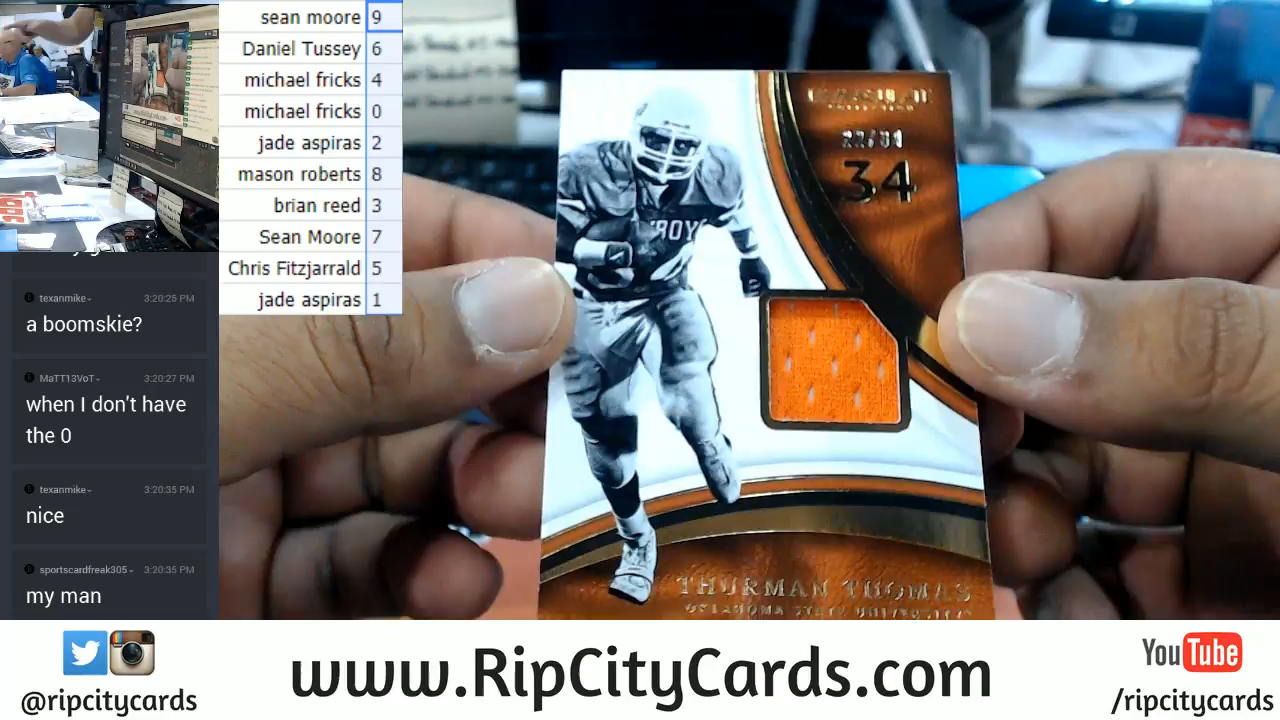 sean moore 9
Daniel Tussey 6
michael fricks 4
michael fricks 0
jade aspiras 2
mason roberts 8
brian reed 3
Sean Moore 7
Chris Fitzjarrald 5
jade aspiras 1
texanmike 3:20:25 PM
a boomskie?
MaTT13VoT 3:20:27 PM
when I don't have
the 0
texanmike 3:20:35 PM
nice
sportscardfreak305 3:20:35 PM
my man
34
THURMAN THOMAS
OKLAHOMA STATE UNIVERSITY
@ripcitycards
www.RipCityCards.com
YouTube
/ripcitycards